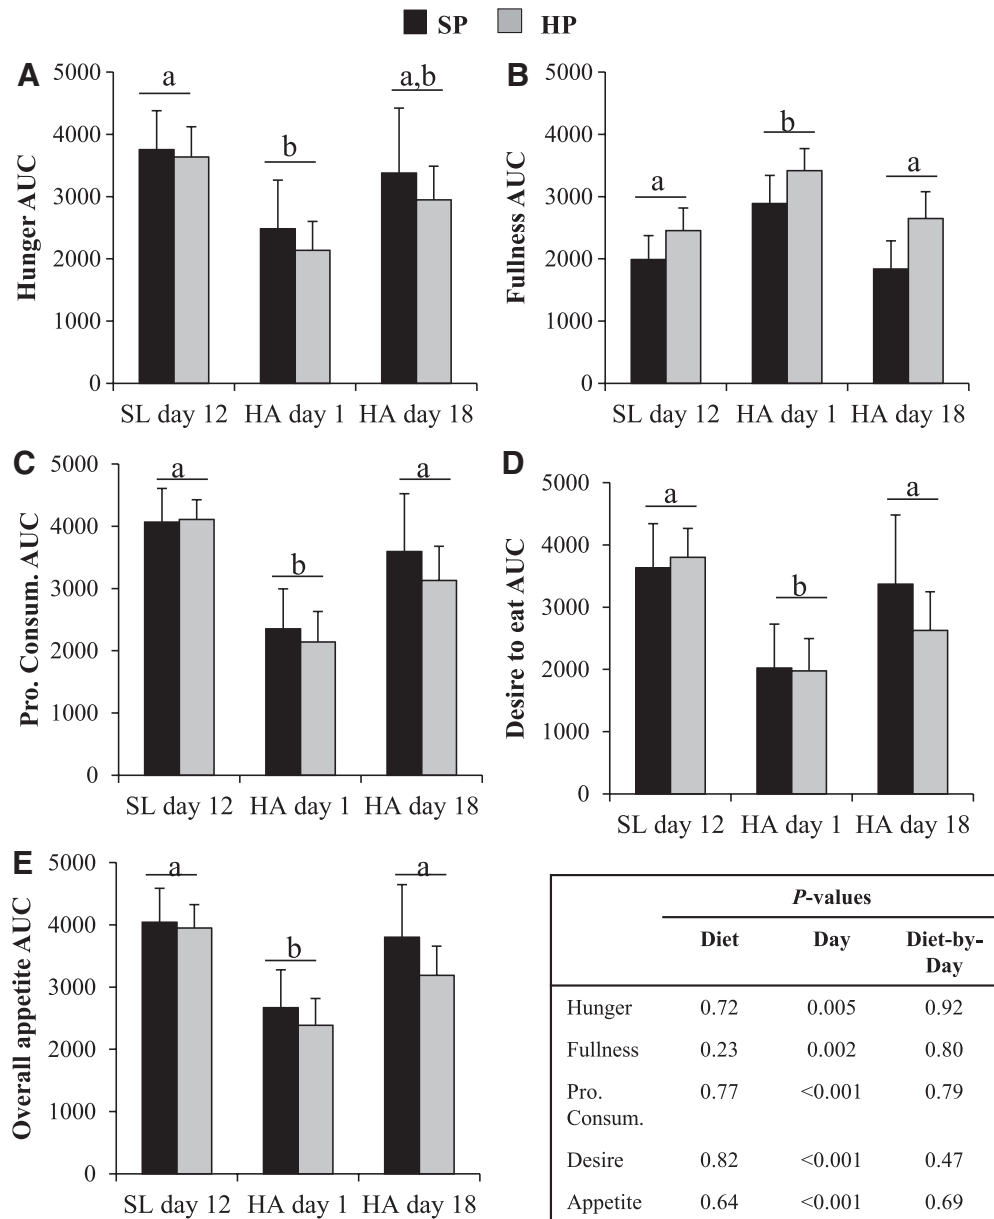 SP HP
A
5000
4000
3000
2000
1000
0
Hunger AUC
a
b
a,b
SL day 12 HA day 1 HA day 18
B
5000
4000
3000
2000
1000
0
Fullness AUC
a
b
a
SL day 12 HA day 1 HA day 18
C
5000
4000
3000
2000
1000
0
Pro. Consum. AUC
a
b
a
SL day 12 HA day 1 HA day 18
D
5000
4000
3000
2000
1000
0
Desire to eat AUC
a
b
a
SL day 12 HA day 1 HA day 18
E
5000
4000
3000
2000
1000
0
Overall appetite AUC
a
b
a
SL day 12 HA day 1 HA day 18
P-values
Diet Day Diet-by-
Day
Hunger 0.72 0.005 0.92
Fullness 0.23 0.002 0.80
Pro. 0.77 <0.001 0.79
Consum.
Desire 0.82 <0.001 0.47
Appetite 0.64 <0.001 0.69